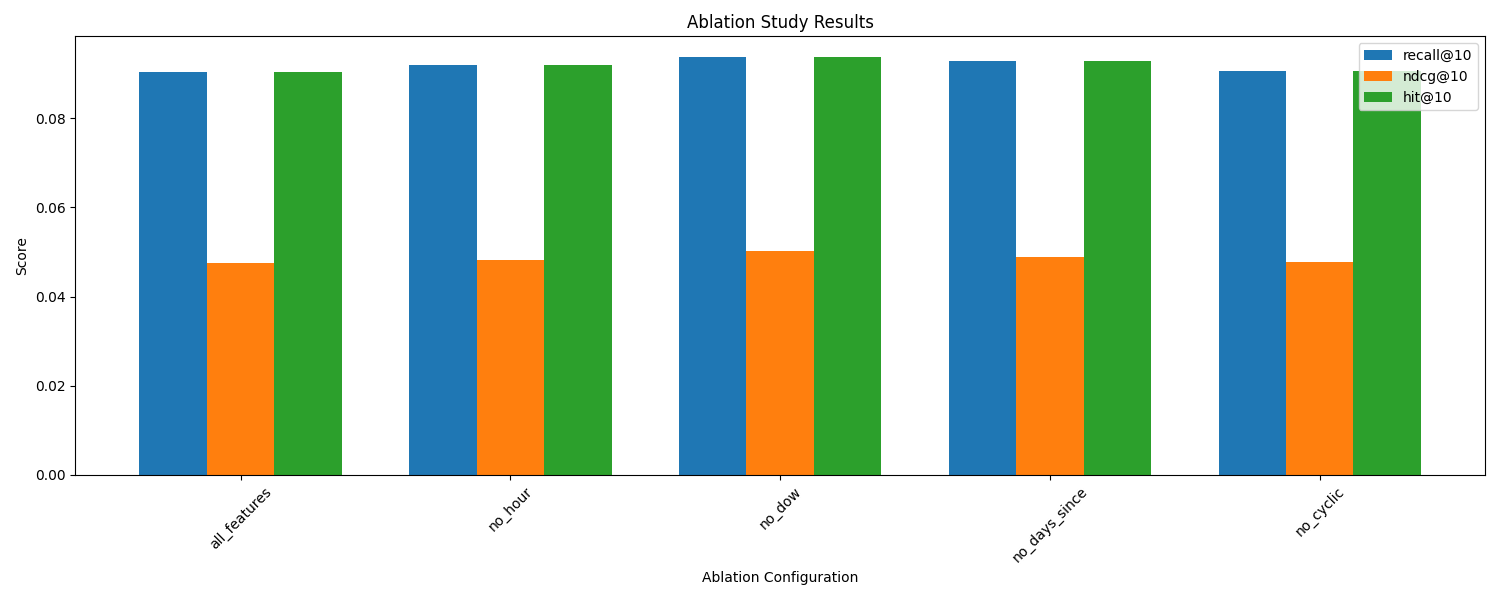 Ablation Study Results
recall@10
ndcg@10
hit@10
Score
0.08
0.06
0.04
0.02
0.00
all_features
no_hour
no_dow
no_days_since
no_cyclic
Ablation Configuration